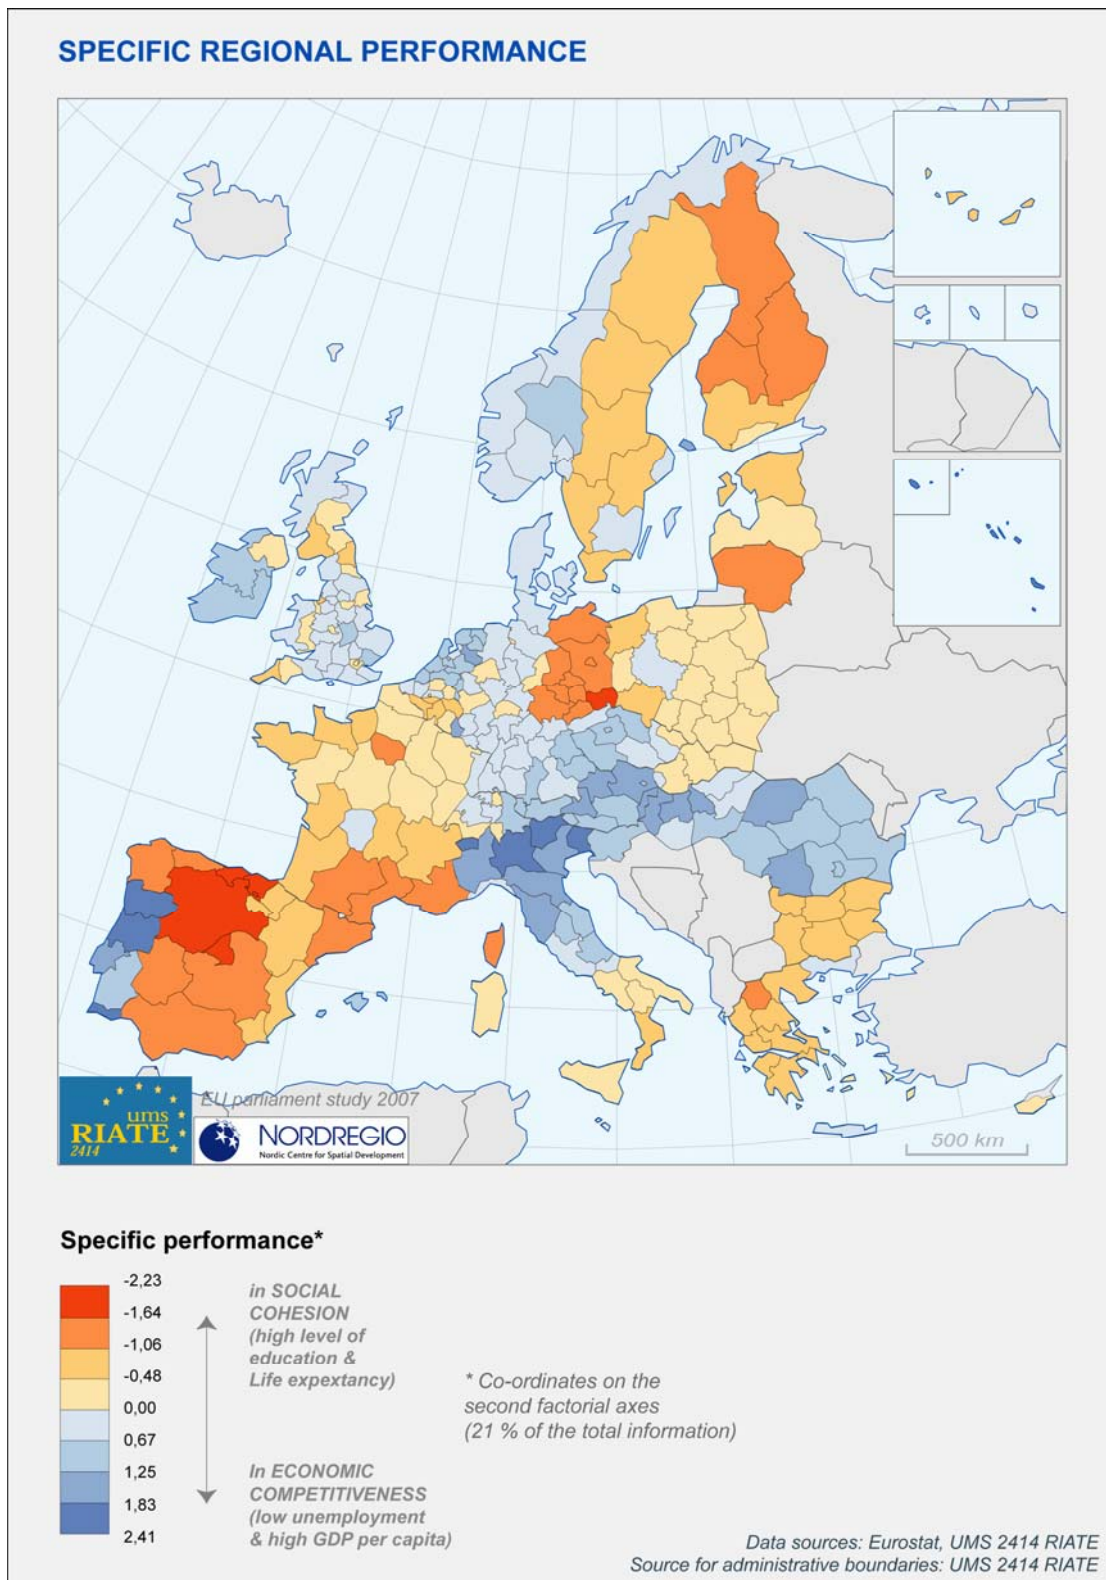 SPECIFIC REGIONAL PERFORMANCE
EU parliament study 2007
ums
RIATE
2414
NORDREGIO
Nordic Centre for Spatial Development
500 km
Specific performance*
-2,23
-1,64
-1,06
-0,48
0,00
0,67
1,25
1,83
2,41
in SOCIAL
COHESION
(high level of
education &
Life expextancy)
In ECONOMIC
COMPETITIVENESS
(low unemployment
& high GDP per capita)
* Co-ordinates on the
second factorial axes
(21 % of the total information)
Data sources: Eurostat, UMS 2414 RIATE
Source for administrative boundaries: UMS 2414 RIATE